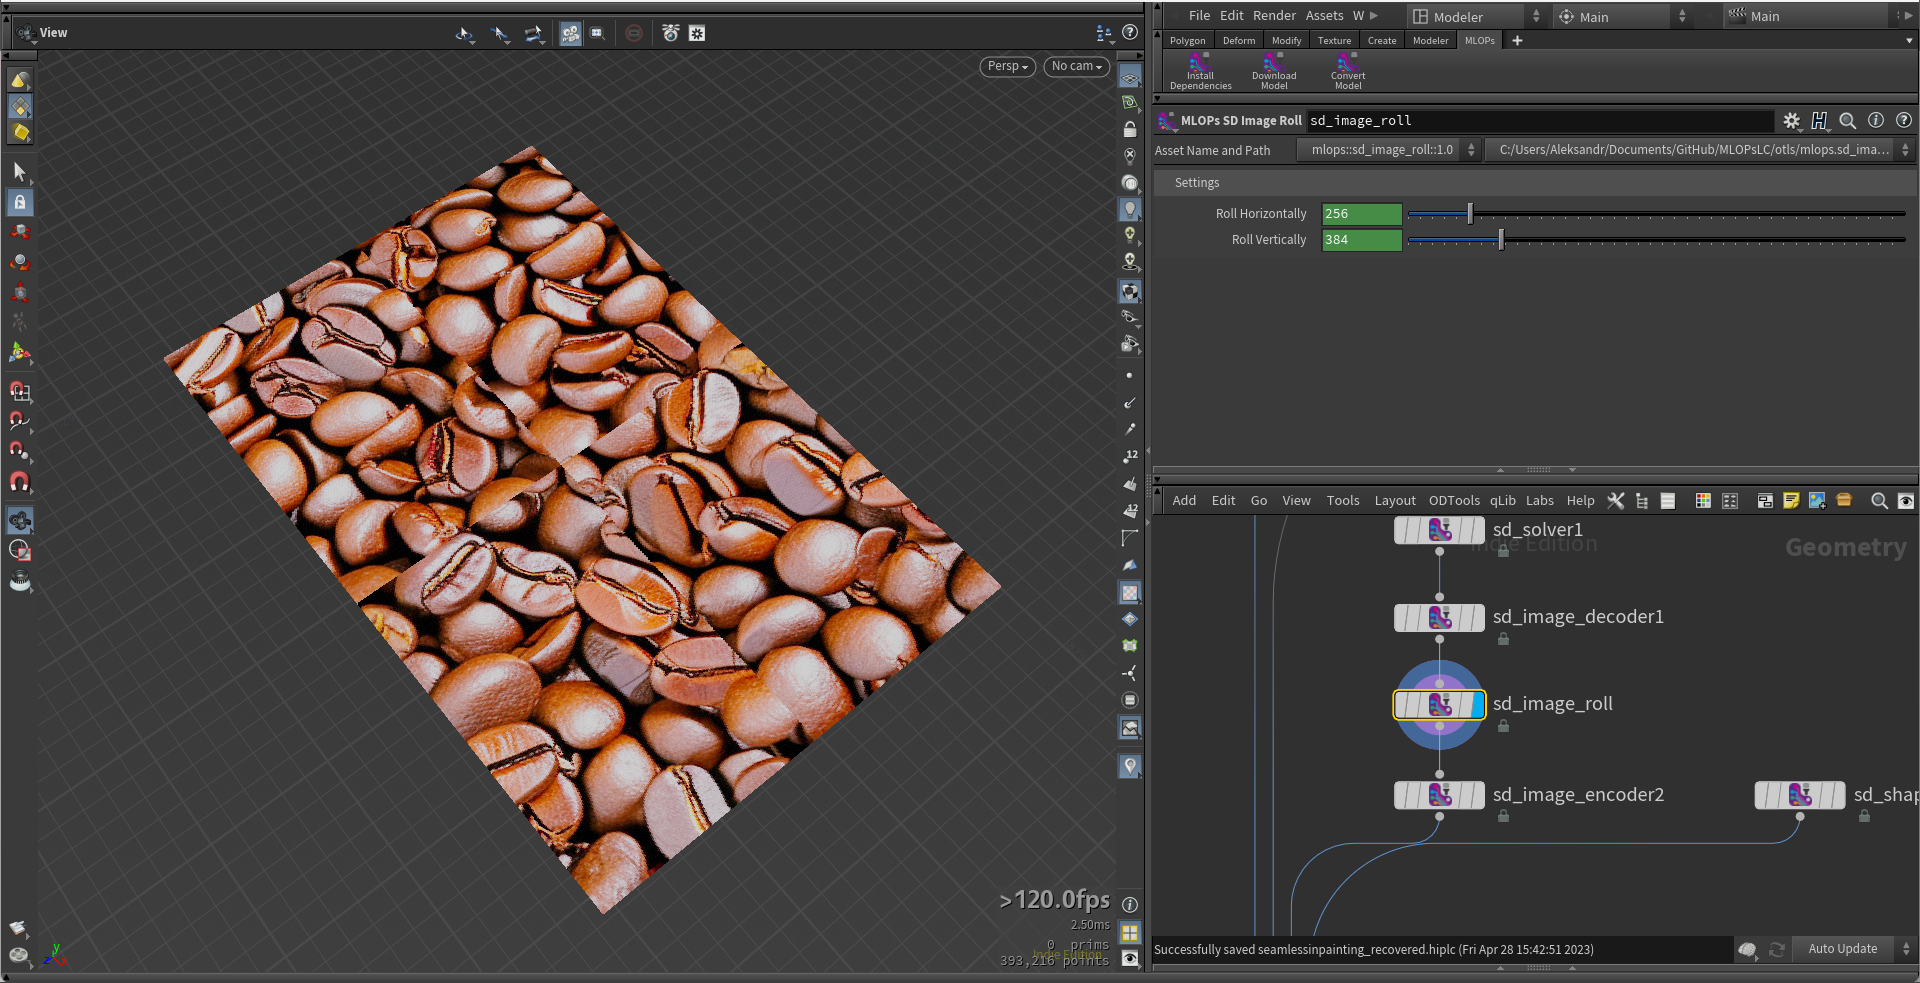 View
Persp
No cam
>120.0fps
2.50ms
0 prims
Indie Edition
393,216 points
12
12
y
z
x
File Edit Render Assets W
Modeler
Main
Main
Polygon Deform Modify Texture Create Modeler MLOPs
Install
Dependencies
Download
Model
Convert
Model
MLOPs SD Image Roll sd_image_roll
Asset Name and Path mlops::sd_image_roll::1.0 C:/Users/Aleksandr/Documents/GitHub/MLOPsLC/otls/mlops.sd_ima...
Settings
Roll Horizontally 256
Roll Vertically 384
Add Edit Go View Tools Layout ODTools qLib Labs Help
sd_solver1
Indie Edition
Geometry
sd_image_decoder1
sd_image_roll
sd_image_encoder2
sd_shap
Successfully saved seamlessinpainting_recovered.hiplc (Fri Apr 28 15:42:51 2023)
Auto Update